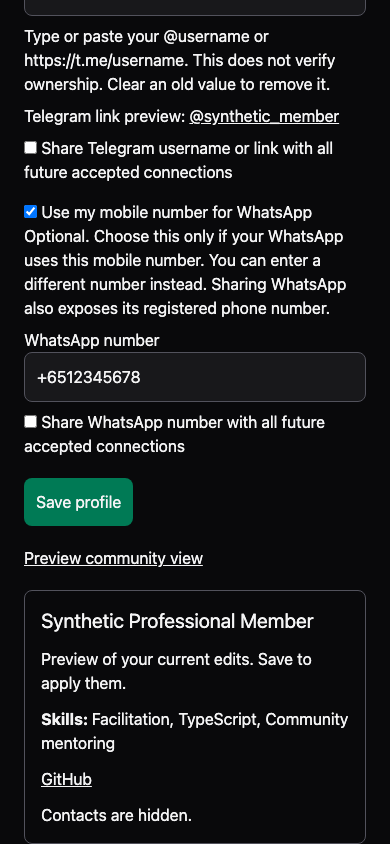 Type or paste your @username or
https://t.me/username. This does not verify
ownership. Clear an old value to remove it.
Telegram link preview: @synthetic_member
Share Telegram username or link with all
future accepted connections
Use my mobile number for WhatsApp
Optional. Choose this only if your WhatsApp
uses this mobile number. You can enter a
different number instead. Sharing WhatsApp
also exposes its registered phone number.
WhatsApp number
+6512345678
Share WhatsApp number with all future
accepted connections
Save profile
Preview community view
Synthetic Professional Member
Preview of your current edits. Save to
apply them.
Skills: Facilitation, TypeScript, Community
mentoring
GitHub
Contacts are hidden.